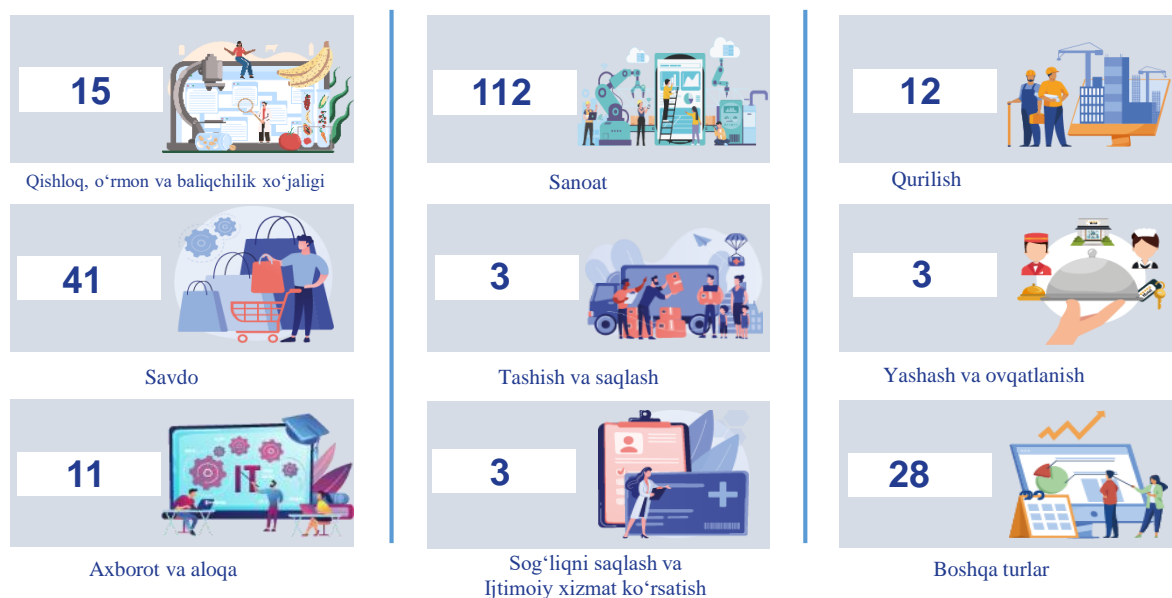 15
112
12
Qishloq, o‘rmon va baliqchilik xo‘jaligi
Sanoat
Qurilish
41
3
3
Savdo
Tashish va saqlash
Yashash va ovqatlanish
IT
11
3
28
Axborot va aloqa
Sog‘liqni saqlash va
Ijtimoiy xizmat ko‘rsatish
Boshqa turlar